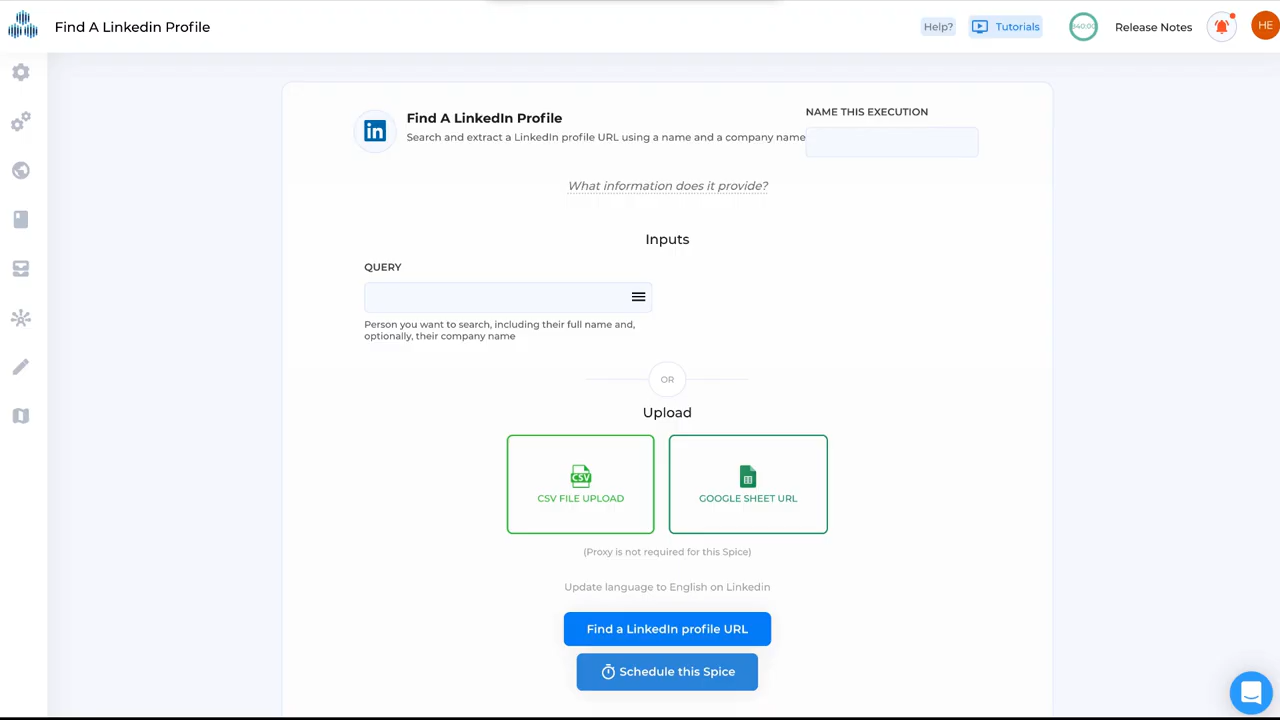 Find A Linkedin Profile
Help?
Tutorials
Release Notes
HE
in
Find A LinkedIn Profile
Search and extract a LinkedIn profile URL using a name and a company name
NAME THIS EXECUTION
What information does it provide?
Inputs
QUERY
Person you want to search, including their full name and,
optionally, their company name
OR
Upload
CSV
CSV FILE UPLOAD
GOOGLE SHEET URL
(Proxy is not required for this Spice)
Update language to English on Linkedin
Find a LinkedIn profile URL
Schedule this Spice